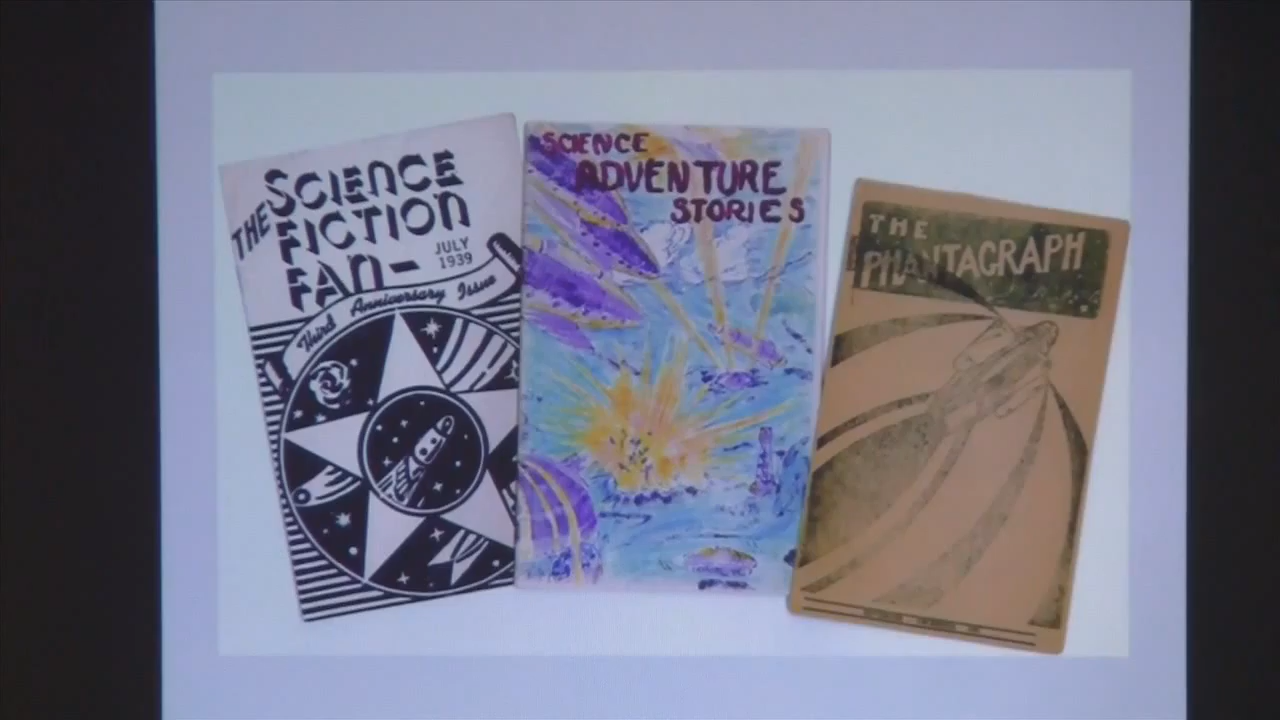 THE
SCIENCE
FICTION
FAN–
JULY
1939
Third Anniversary Issue
SCIENCE
ADVENTURE
STORIES
THE
PHANTAGRAPH